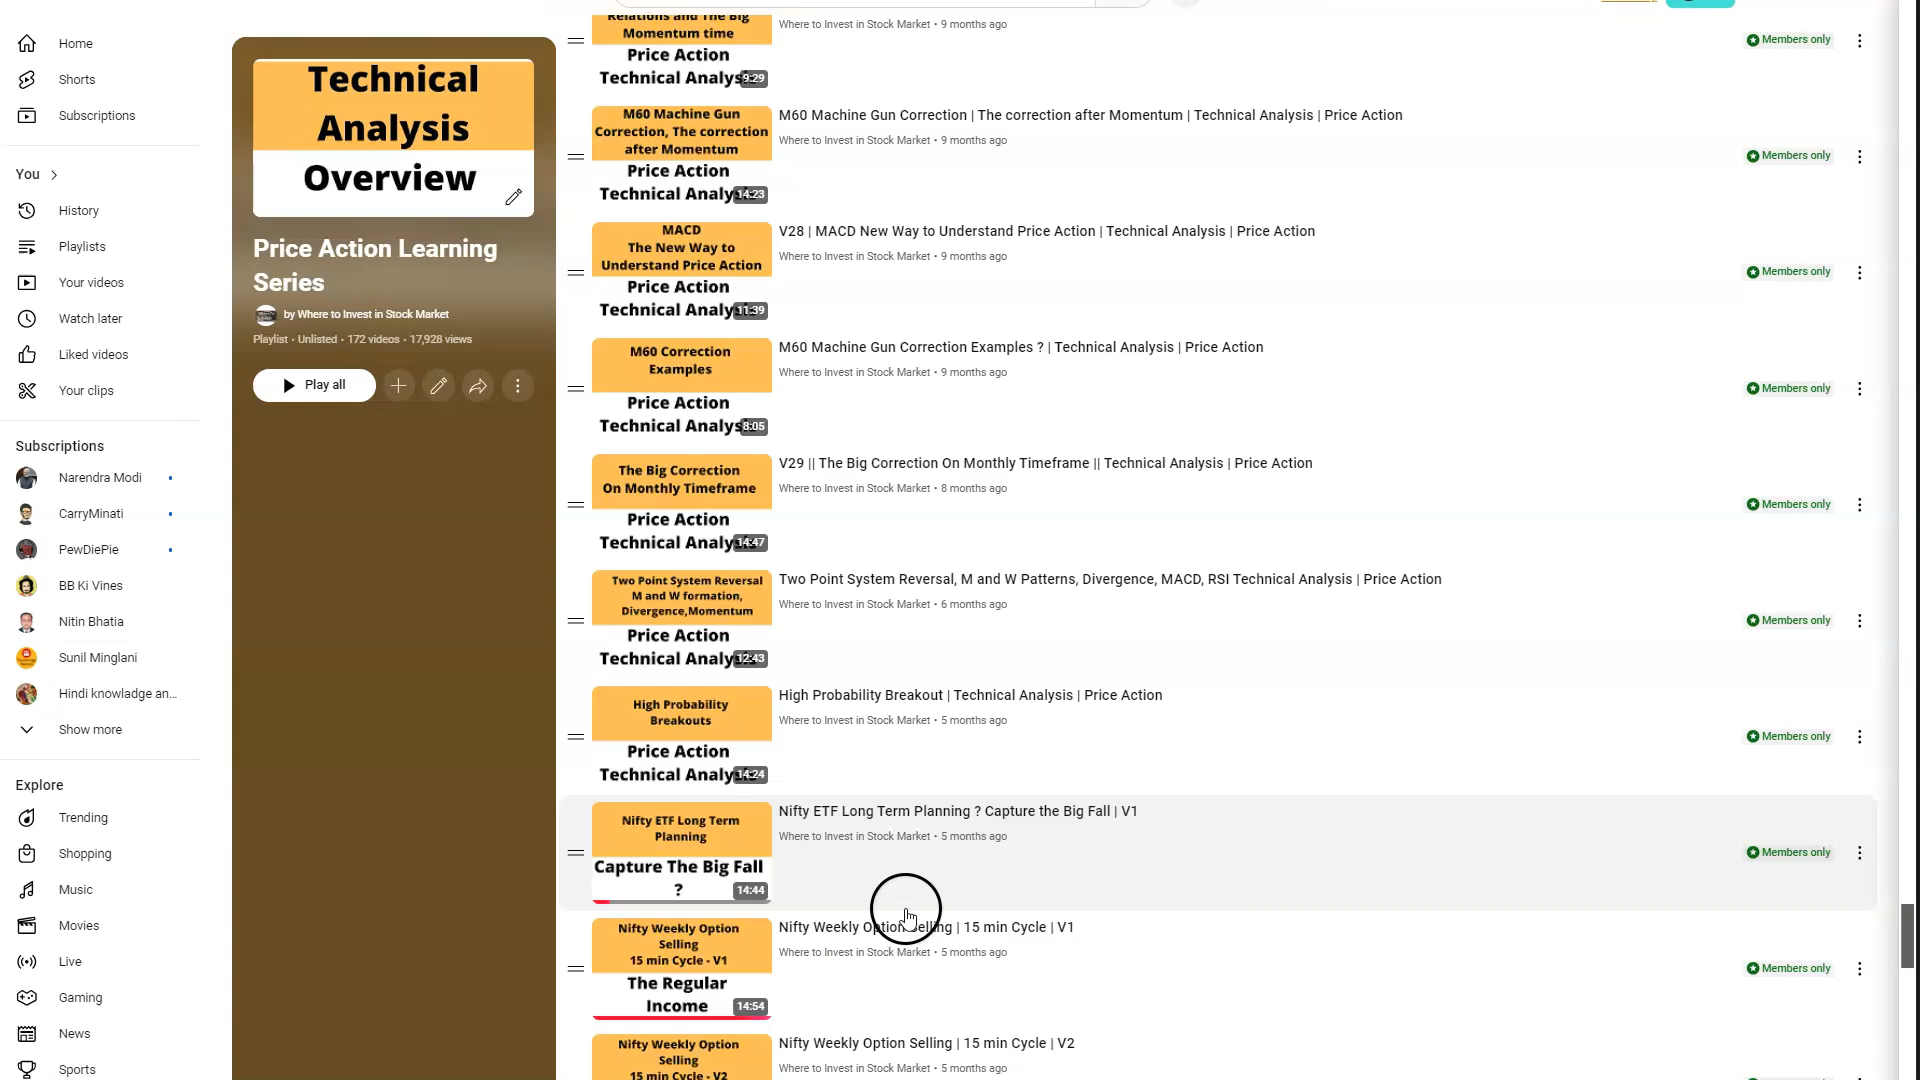 Home
Shorts
Subscriptions
You
History
Playlists
Your videos
Watch later
Liked videos
Your clips
Subscriptions
Narendra Modi
CarryMinati
PewDiePie
BB Ki Vines
Nitin Bhatia
Sunil Minglani
Hindi knowladge an...
Show more
Explore
Trending
Shopping
Music
Movies
Live
Gaming
News
Sports
Technical
Analysis
Overview
Price Action Learning
Series
by Where to Invest in Stock Market
Playlist • Unlisted • 172 videos • 17,928 views
Play all
Relations and The Big
Momentum time
Price Action
Technical Analys
9:29
Where to Invest in Stock Market • 9 months ago
Members only
M60 Machine Gun
Correction, The correction
after Momentum
Price Action
Technical Analys
14:23
M60 Machine Gun Correction | The correction after Momentum | Technical Analysis | Price Action
Where to Invest in Stock Market • 9 months ago
Members only
MACD
The New Way to
Understand Price Action
Price Action
Technical Analys
11:39
V28 | MACD New Way to Understand Price Action | Technical Analysis | Price Action
Where to Invest in Stock Market • 9 months ago
Members only
M60 Correction
Examples
Price Action
Technical Analys
8:05
M60 Machine Gun Correction Examples ? | Technical Analysis | Price Action
Where to Invest in Stock Market • 9 months ago
Members only
The Big Correction
On Monthly Timeframe
Price Action
Technical Analys
14:47
V29 || The Big Correction On Monthly Timeframe || Technical Analysis | Price Action
Where to Invest in Stock Market • 8 months ago
Members only
Two Point System Reversal
M and W formation,
Divergence,Momentum
Price Action
Technical Analys
12:43
Two Point System Reversal, M and W Patterns, Divergence, MACD, RSI Technical Analysis | Price Action
Where to Invest in Stock Market • 6 months ago
Members only
High Probability
Breakouts
Price Action
Technical Analys
14:24
High Probability Breakout | Technical Analysis | Price Action
Where to Invest in Stock Market • 5 months ago
Members only
Nifty ETF Long Term
Planning
Capture The Big Fall
?
14:44
Nifty ETF Long Term Planning ? Capture the Big Fall | V1
Where to Invest in Stock Market • 5 months ago
Members only
Nifty Weekly Option
Selling
15 min Cycle - V1
The Regular
Income
14:54
Nifty Weekly Option Selling | 15 min Cycle | V1
Where to Invest in Stock Market • 5 months ago
Members only
Nifty Weekly Option
Selling
15 min Cycle - V2
Nifty Weekly Option Selling | 15 min Cycle | V2
Where to Invest in Stock Market • 5 months ago